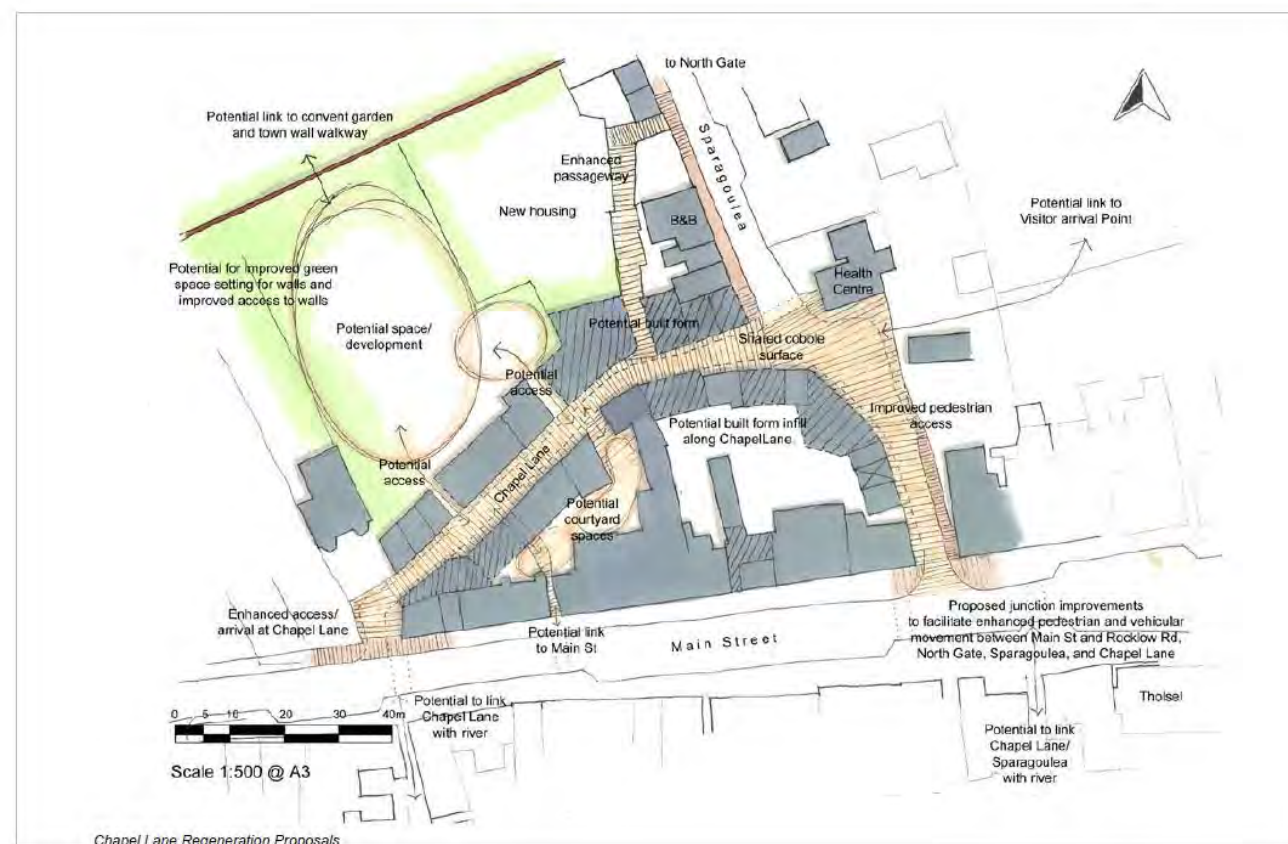 to North Gate
Potential link to convent garden
and town wall walkway
Sparagoulea
Enhanced
passageway
New housing
B&B
Potential link to
Visitor arrival Point
Potential for improved green
space setting for walls and
improved access to walls
Health
Centre
Potential space/
development
Potential built form
Shared cobble
surface
Potential
access
Improved pedestrian
access
Potential built form infill
along ChapelLane
Potential
access
Chapel Lane
Potential
courtyard
spaces
Enhanced access/
arrival at Chapel Lane
Potential link
to Main St
Main Street
Proposed junction improvements
to facilitate enhanced pedestrian and vehicular
movement between Main St and Rocklow Rd,
North Gate, Sparagoulea, and Chapel Lane
Tholsel
Potential to link
Chapel Lane
with river
Potential to link
Chapel Lane/
Sparagoulea
with river
0 5 10 20 30 40m
Scale 1:500 @ A3
Chapel Lane Regeneration Proposals